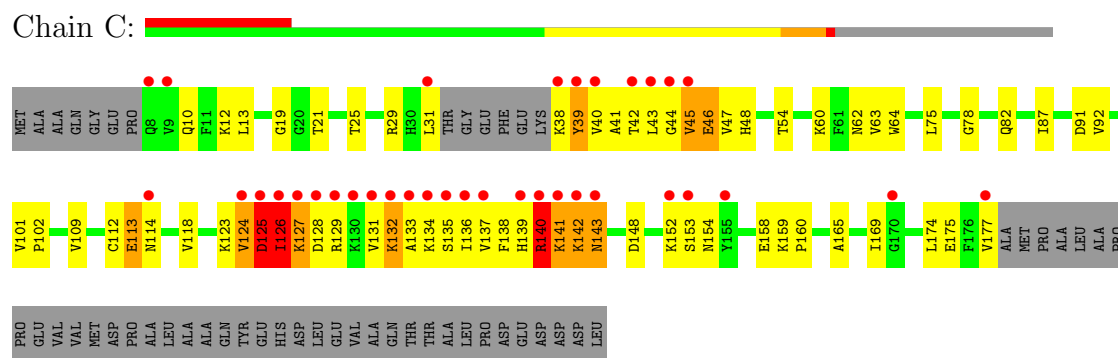 Chain C:
MET ALA ALA GLN GLY GLU PRO Q8 V9 Q10 F11 K12 L13 G19 G20 T21 T25 R29 H30 L31 THR GLY GLU PHE GLU LYS K38 Y39 V40 A41 T42 L43 G44 V45 E46 V47 H48 T54 K60 F61 N62 V63 W64 L75 G78 Q82 I87 D91 V92
V101 P102 V109 C112 E113 N114 V118 K123 V124 D125 I126 K127 D128 R129 K130 V131 K132 A133 K134 S135 I136 V137 F138 H139 R140 K141 K142 N143 D148 K152 S153 N154 Y155 E158 K159 P160 A165 I169 G170 L174 E175 F176 V177 ALA MET PRO ALA LEU ALA PRO
PRO GLU VAL VAL MET ASP PRO ALA LEU ALA ALA GLN TYR GLU HIS ASP LEU GLU VAL ALA GLN THR THR ALA LEU PRO ASP GLU ASP ASP ASP LEU